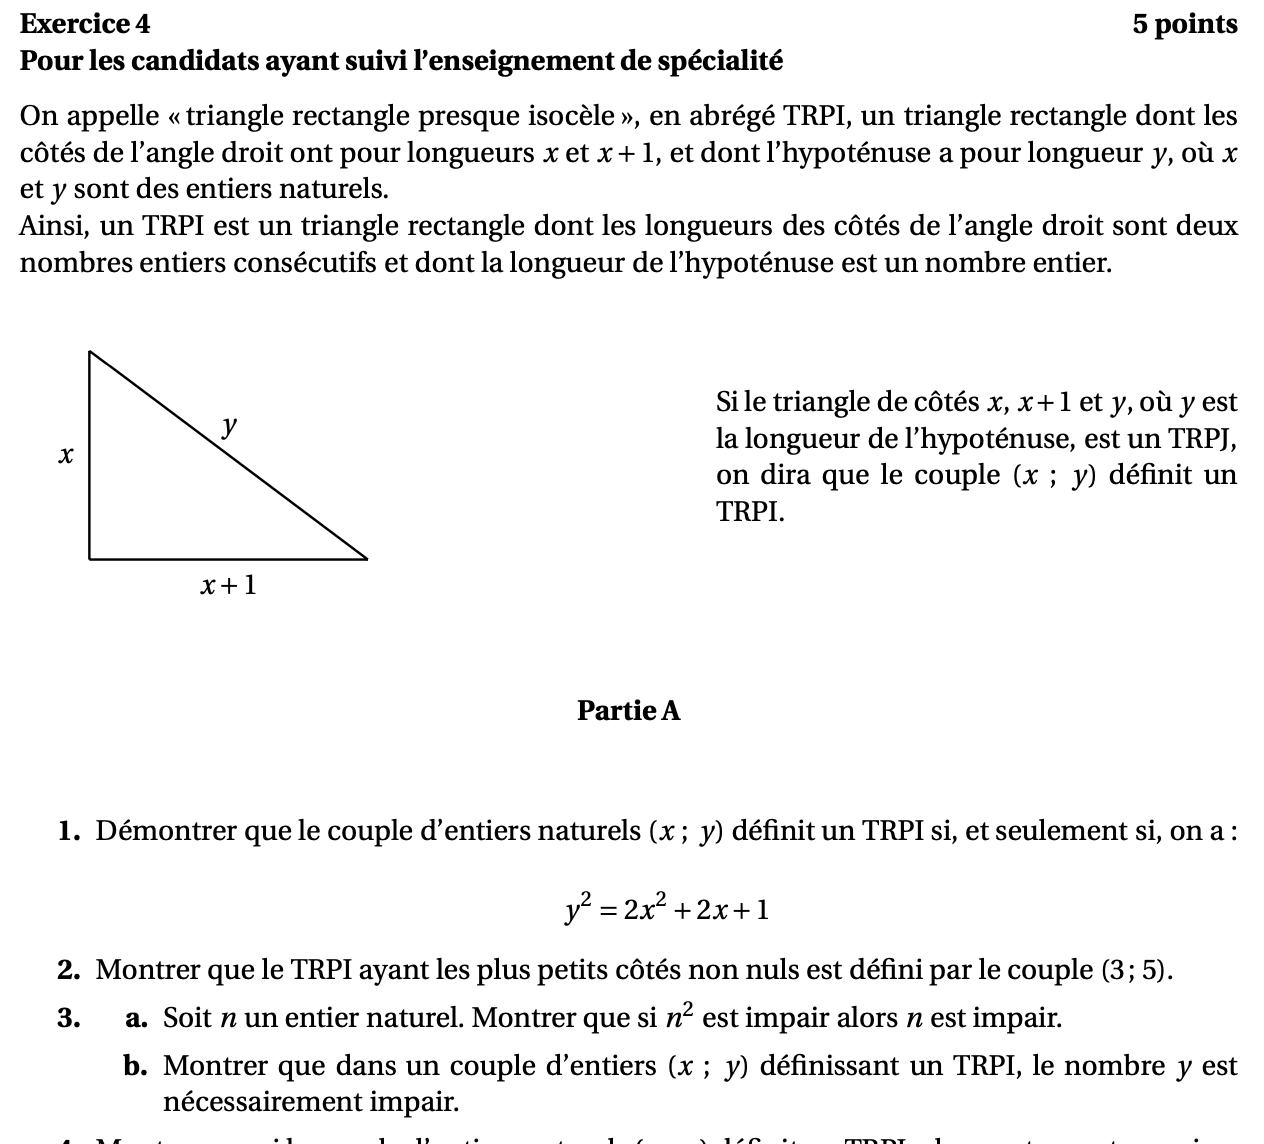 Exercice 4 5 points
Pour les candidats ayant suivi l’enseignement de spécialité
On appelle « triangle rectangle presque isocèle », en abrégé TRPI, un triangle rectangle dont les
côtés de l’angle droit ont pour longueurs x et x + 1, et dont l’hypoténuse a pour longueur y, où x
et y sont des entiers naturels.
Ainsi, un TRPI est un triangle rectangle dont les longueurs des côtés de l’angle droit sont deux
nombres entiers consécutifs et dont la longueur de l’hypoténuse est un nombre entier.
y
x
x + 1
Si le triangle de côtés x, x + 1 et y, où y est
la longueur de l’hypoténuse, est un TRPJ,
on dira que le couple (x ; y) définit un
TRPI.
Partie A
1. Démontrer que le couple d’entiers naturels (x ; y) définit un TRPI si, et seulement si, on a :
y² = 2x² + 2x + 1
2. Montrer que le TRPI ayant les plus petits côtés non nuls est défini par le couple (3 ; 5).
3. a. Soit n un entier naturel. Montrer que si n² est impair alors n est impair.
b. Montrer que dans un couple d’entiers (x ; y) définissant un TRPI, le nombre y est
nécessairement impair.